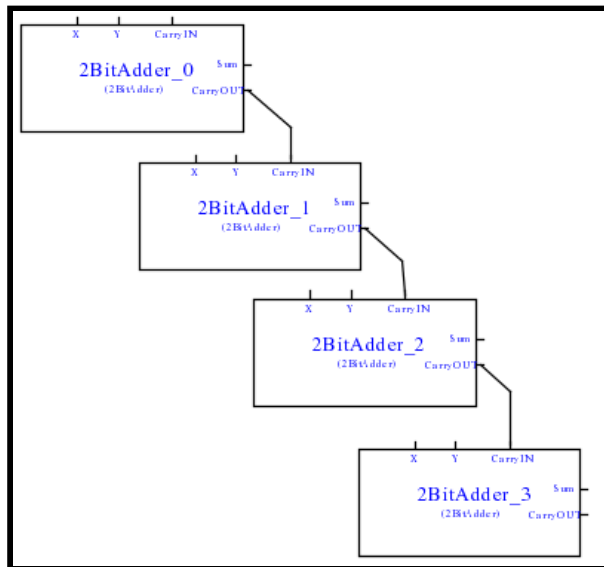 X Y CarryIN
Sum
2BitAdder_0
(2BitAdder)
CarryOUT
X Y CarryIN
Sum
2BitAdder_1
(2BitAdder)
CarryOUT
X Y CarryIN
Sum
2BitAdder_2
(2BitAdder)
CarryOUT
X Y CarryIN
Sum
2BitAdder_3
(2BitAdder)
CarryOUT